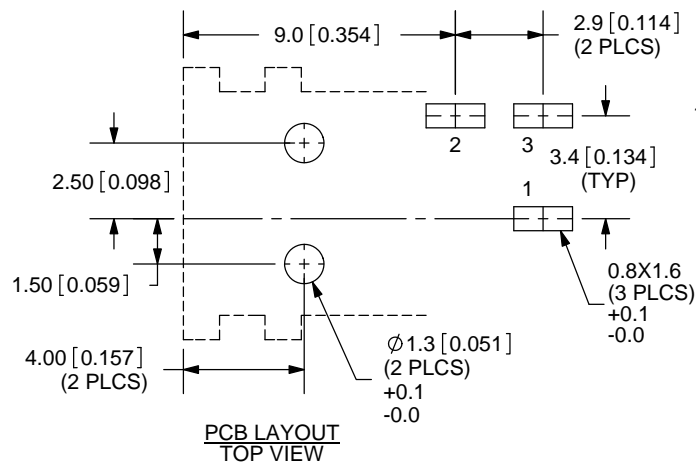 9.0 [0.354]
2.9 [0.114]
(2 PLCS)
2
3
3.4 [0.134]
(TYP)
2.50 [0.098]
1
1.50 [0.059]
0.8X1.6
(3 PLCS)
+0.1
-0.0
4.00 [0.157]
(2 PLCS)
∅1.3 [0.051]
(2 PLCS)
+0.1
-0.0
PCB LAYOUT
TOP VIEW